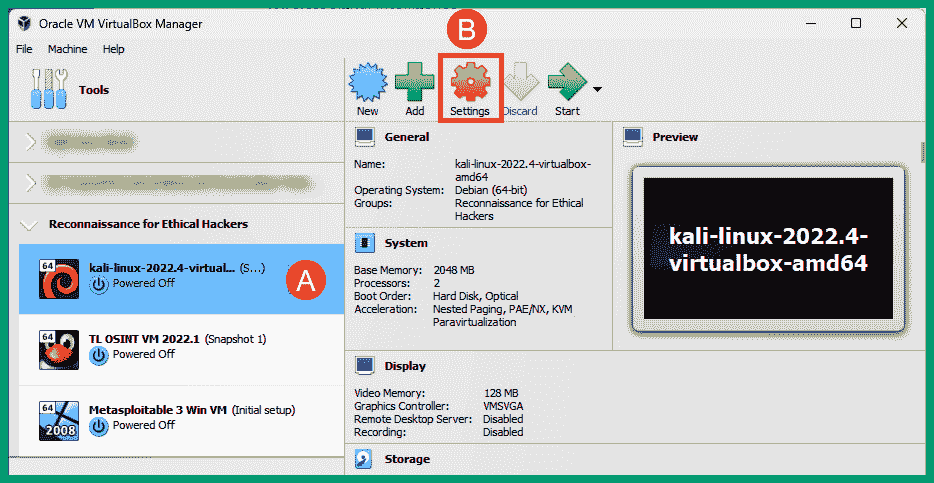 Oracle VM VirtualBox Manager
File Machine Help
B
Tools
New Add Settings Discard Start
General
Name: kali-linux-2022.4-virtualbox-
amd64
Operating System: Debian (64-bit)
Groups: Reconnaissance for Ethical
Hackers
Preview
kali-linux-2022.4-
virtualbox-amd64
Reconnaissance for Ethical Hackers
64
kali-linux-2022.4-virtual... (S...)
Powered Off
A
64
TL OSINT VM 2022.1 (Snapshot 1)
Powered Off
64
2008
Metasploitable 3 Win VM (Initial setup)
Powered Off
System
Base Memory: 2048 MB
Processors: 2
Boot Order: Hard Disk, Optical
Acceleration: Nested Paging, PAE/NX, KVM
Paravirtualization
Display
Video Memory: 128 MB
Graphics Controller: VMSVGA
Remote Desktop Server: Disabled
Recording: Disabled
Storage